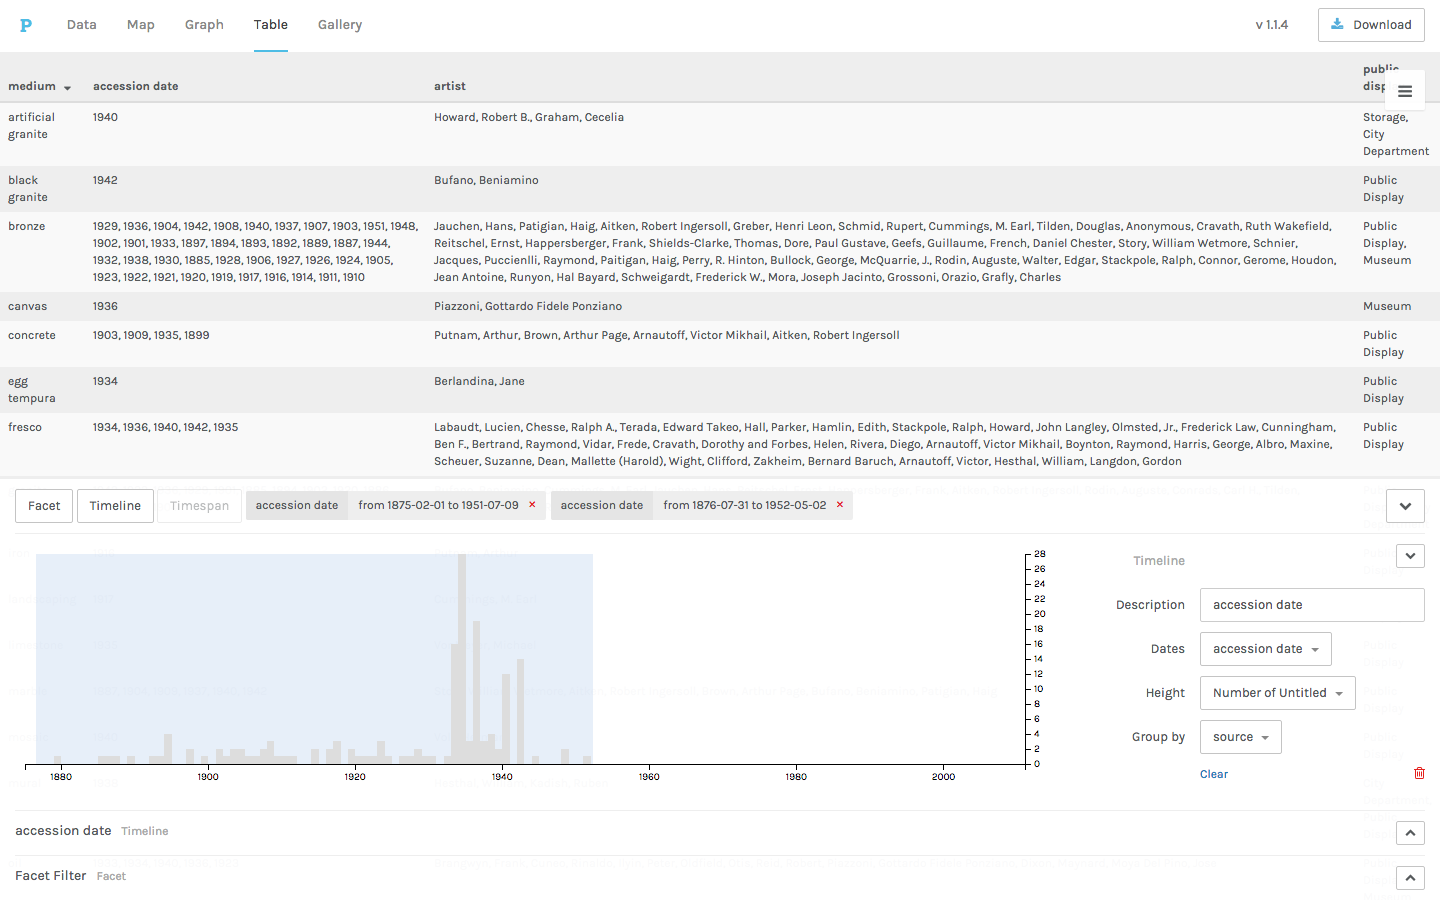 P Data Map Graph Table Gallery v 1.1.4 Download
medium accession date artist public
disp
artificial 1940 Howard, Robert B., Graham, Cecelia Storage,
granite City
Department
black 1942 Bufano, Beniamino Public
granite Display
bronze 1929, 1936, 1904, 1942, 1908, 1940, 1937, 1907, 1903, 1951, 1948, Jauchen, Hans, Patigian, Haig, Aitken, Robert Ingersoll, Greber, Henri Leon, Schmid, Rupert, Cummings, M. Earl, Tilden, Douglas, Anonymous, Cravath, Ruth Wakefield, Public
1902, 1901, 1933, 1897, 1894, 1893, 1892, 1889, 1887, 1944, Reitschel, Ernst, Happersberger, Frank, Shields-Clarke, Thomas, Dore, Paul Gustave, Geefs, Guillaume, French, Daniel Chester, Story, William Wetmore, Schnier, Display,
1932, 1938, 1930, 1885, 1928, 1906, 1927, 1926, 1924, 1905, Jacques, Puccienlli, Raymond, Paitigan, Haig, Perry, R. Hinton, Bullock, George, McQuarrie, J., Rodin, Auguste, Walter, Edgar, Stackpole, Ralph, Connor, Gerome, Houdon, Museum
1923, 1922, 1921, 1920, 1919, 1917, 1916, 1914, 1911, 1910 Jean Antoine, Runyon, Hal Bayard, Schweigardt, Frederick W., Mora, Joseph Jacinto, Grossoni, Orazio, Grafly, Charles
canvas 1936 Piazzoni, Gottardo Fidele Ponziano Museum
concrete 1903, 1909, 1935, 1899 Putnam, Arthur, Brown, Arthur Page, Arnautoff, Victor Mikhail, Aitken, Robert Ingersoll Public
Display
egg 1934 Berlandina, Jane Public
tempura Display
fresco 1934, 1936, 1940, 1942, 1935 Labaudt, Lucien, Chesse, Ralph A., Terada, Edward Takeo, Hall, Parker, Hamlin, Edith, Stackpole, Ralph, Howard, John Langley, Olmsted, Jr., Frederick Law, Cunningham, Public
Ben F., Bertrand, Raymond, Vidar, Frede, Cravath, Dorothy and Forbes, Helen, Rivera, Diego, Arnautoff, Victor Mikhail, Boynton, Raymond, Harris, George, Albro, Maxine, Display
Scheuer, Suzanne, Dean, Mallette (Harold), Wight, Clifford, Zakheim, Bernard Baruch, Arnautoff, Victor, Hesthal, William, Langdon, Gordon
Facet Timeline Timespan accession date from 1875-02-01 to 1951-07-09 × accession date from 1876-07-31 to 1952-05-02 ×
28
26
24
22
20
18
16
14
12
10
8
6
4
2
0
1880 1900 1920 1940 1960 1980 2000
Timeline
Description accession date
Dates accession date
Height Number of Untitled
Group by source
Clear
accession date Timeline
Facet Filter Facet